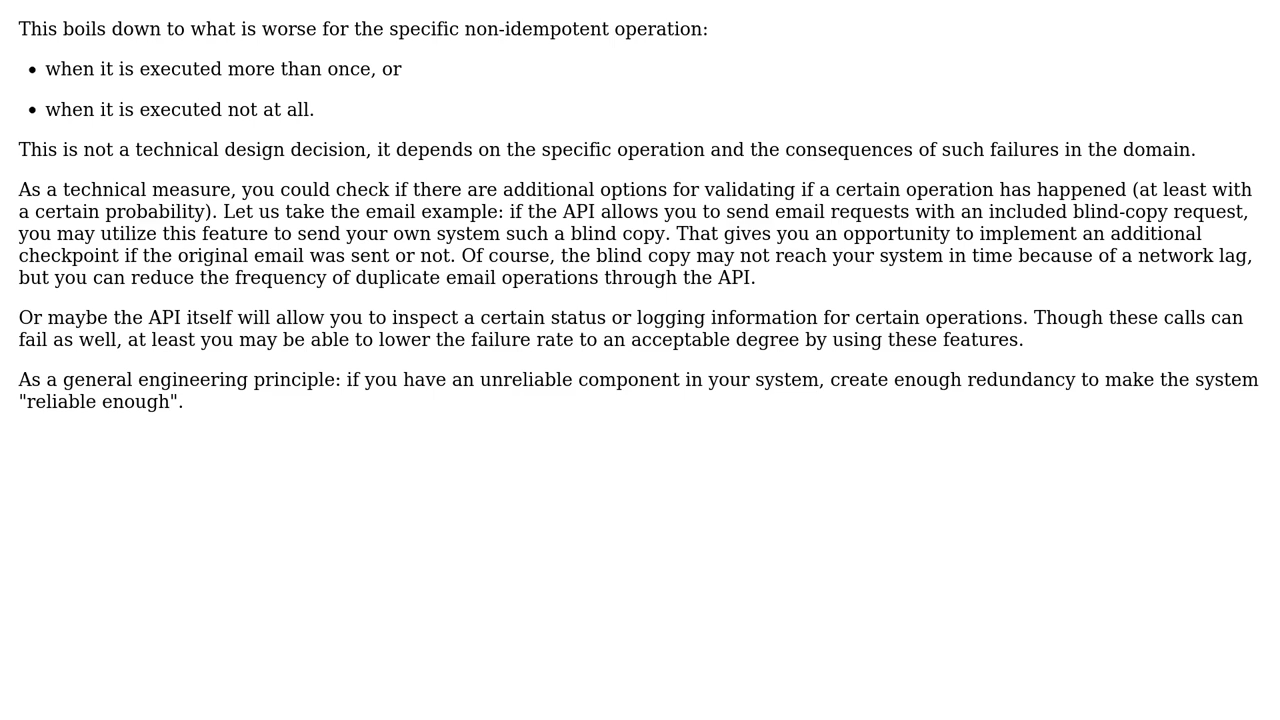 This boils down to what is worse for the specific non-idempotent operation:
• when it is executed more than once, or
• when it is executed not at all.
This is not a technical design decision, it depends on the specific operation and the consequences of such failures in the domain.
As a technical measure, you could check if there are additional options for validating if a certain operation has happened (at least with
a certain probability). Let us take the email example: if the API allows you to send email requests with an included blind-copy request,
you may utilize this feature to send your own system such a blind copy. That gives you an opportunity to implement an additional
checkpoint if the original email was sent or not. Of course, the blind copy may not reach your system in time because of a network lag,
but you can reduce the frequency of duplicate email operations through the API.
Or maybe the API itself will allow you to inspect a certain status or logging information for certain operations. Though these calls can
fail as well, at least you may be able to lower the failure rate to an acceptable degree by using these features.
As a general engineering principle: if you have an unreliable component in your system, create enough redundancy to make the system
"reliable enough".